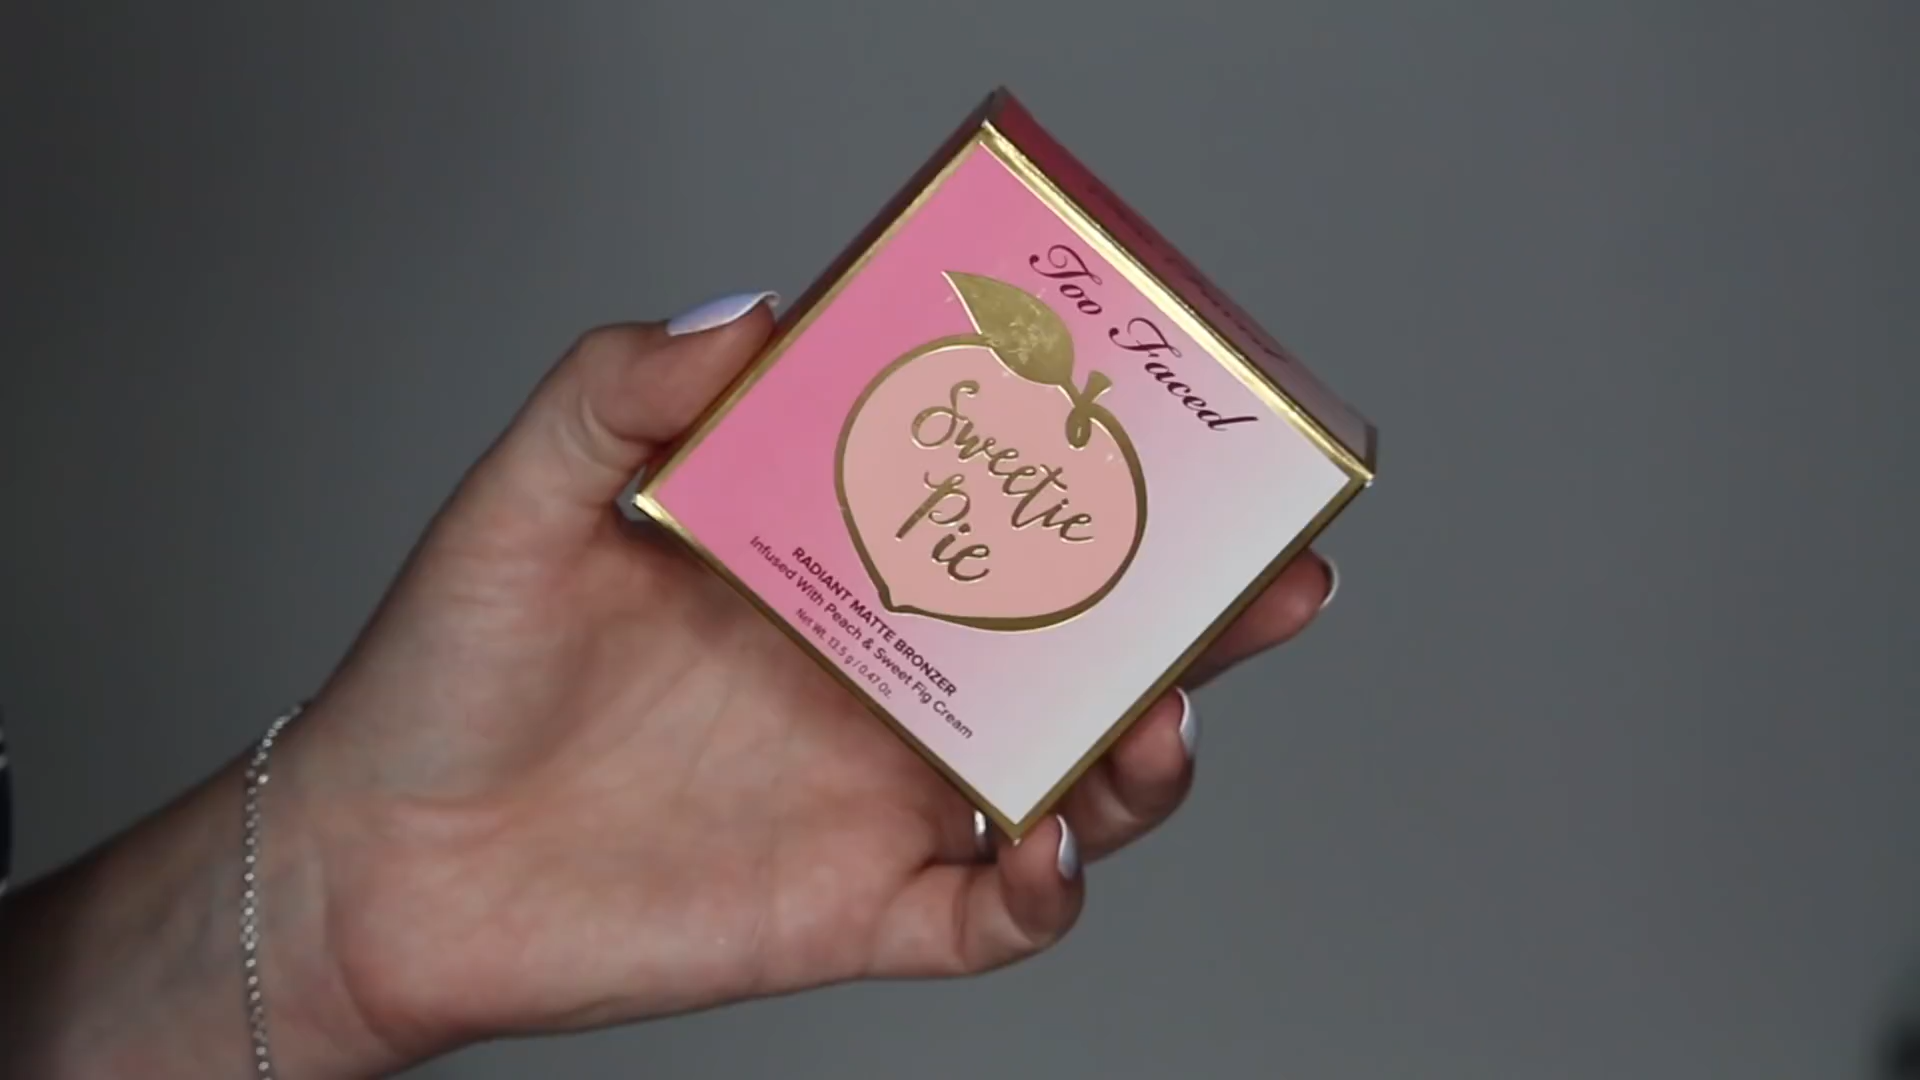 Too Faced
Sweetie
Pie
RADIANT MATTE BRONZER
Infused With Peach & Sweet Fig Cream
Net Wt. 13.5 g / 0.47 Oz.